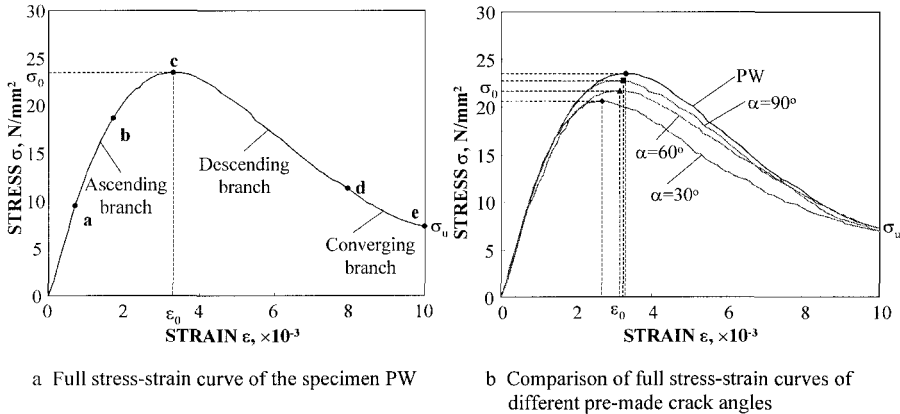 30
25
20
15
10
5
0
σ₀
STRESS σ, N/mm²
c
b
a
d
e
σᵤ
Ascending
branch
Descending
branch
Converging
branch
0 2 4 6 8 10
ε₀
STRAIN ε, ×10⁻³
a Full stress-strain curve of the specimen PW
30
25
20
15
10
5
0
σ₀
STRESS σ, N/mm²
PW
α=90°
α=60°
α=30°
σᵤ
0 2 4 6 8 10
ε₀
STRAIN ε, ×10⁻³
b Comparison of full stress-strain curves of
different pre-made crack angles